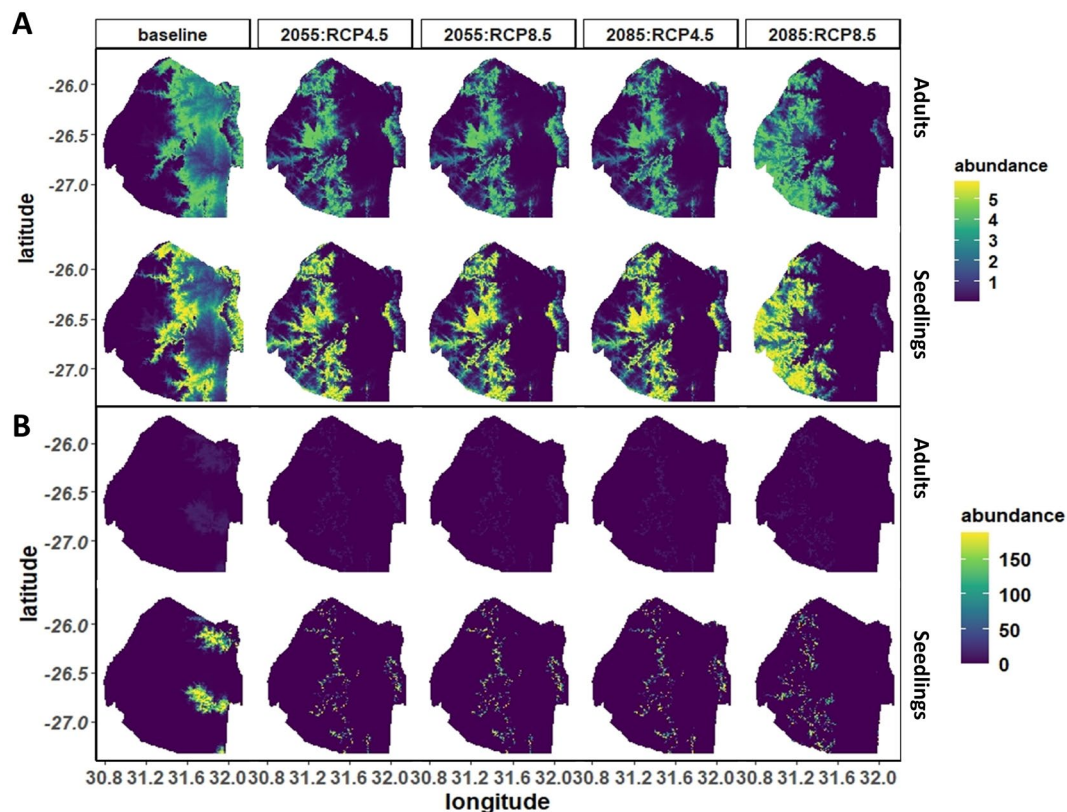 A
baseline
2055:RCP4.5
2055:RCP8.5
2085:RCP4.5
2085:RCP8.5
-26.0
-26.5
-27.0
Adults
latitude
-26.0
-26.5
-27.0
Seedlings
abundance
5
4
3
2
1
B
-26.0
-26.5
-27.0
Adults
latitude
-26.0
-26.5
-27.0
Seedlings
abundance
150
100
50
0
30.8 31.2 31.6 32.0 30.8 31.2 31.6 32.0 30.8 31.2 31.6 32.0 30.8 31.2 31.6 32.0 30.8 31.2 31.6 32.0
longitude